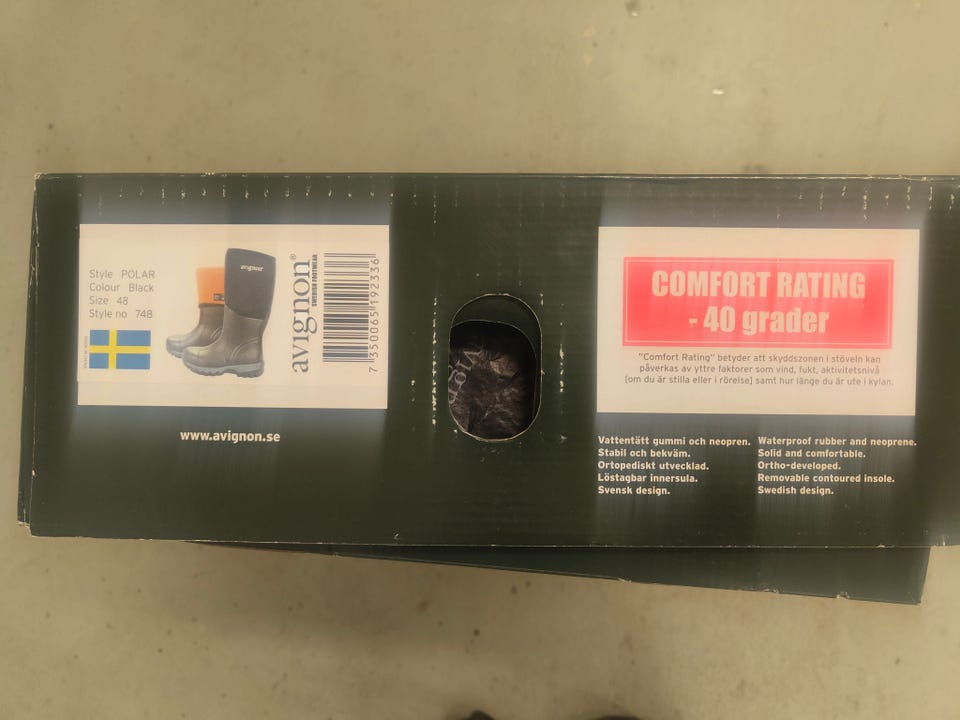 Style POLAR
Colour Black
Size 48
Style no 748
avignon
avignon®
SWEDISH FOOTWEAR
7 350065 192336
www.avignon.se
COMFORT RATING
- 40 grader
"Comfort Rating" betyder att skyddszonen i stöveln kan
påverkas av yttre faktorer som vind, fukt, aktivitetsnivå
[om du är stilla eller i rörelse] samt hur länge du är ute i kylan.
Vattentätt gummi och neopren.
Stabil och bekväm.
Ortopediskt utvecklad.
Löstagbar innersula.
Svensk design.
Waterproof rubber and neoprene.
Solid and comfortable.
Ortho-developed.
Removable contoured insole.
Swedish design.